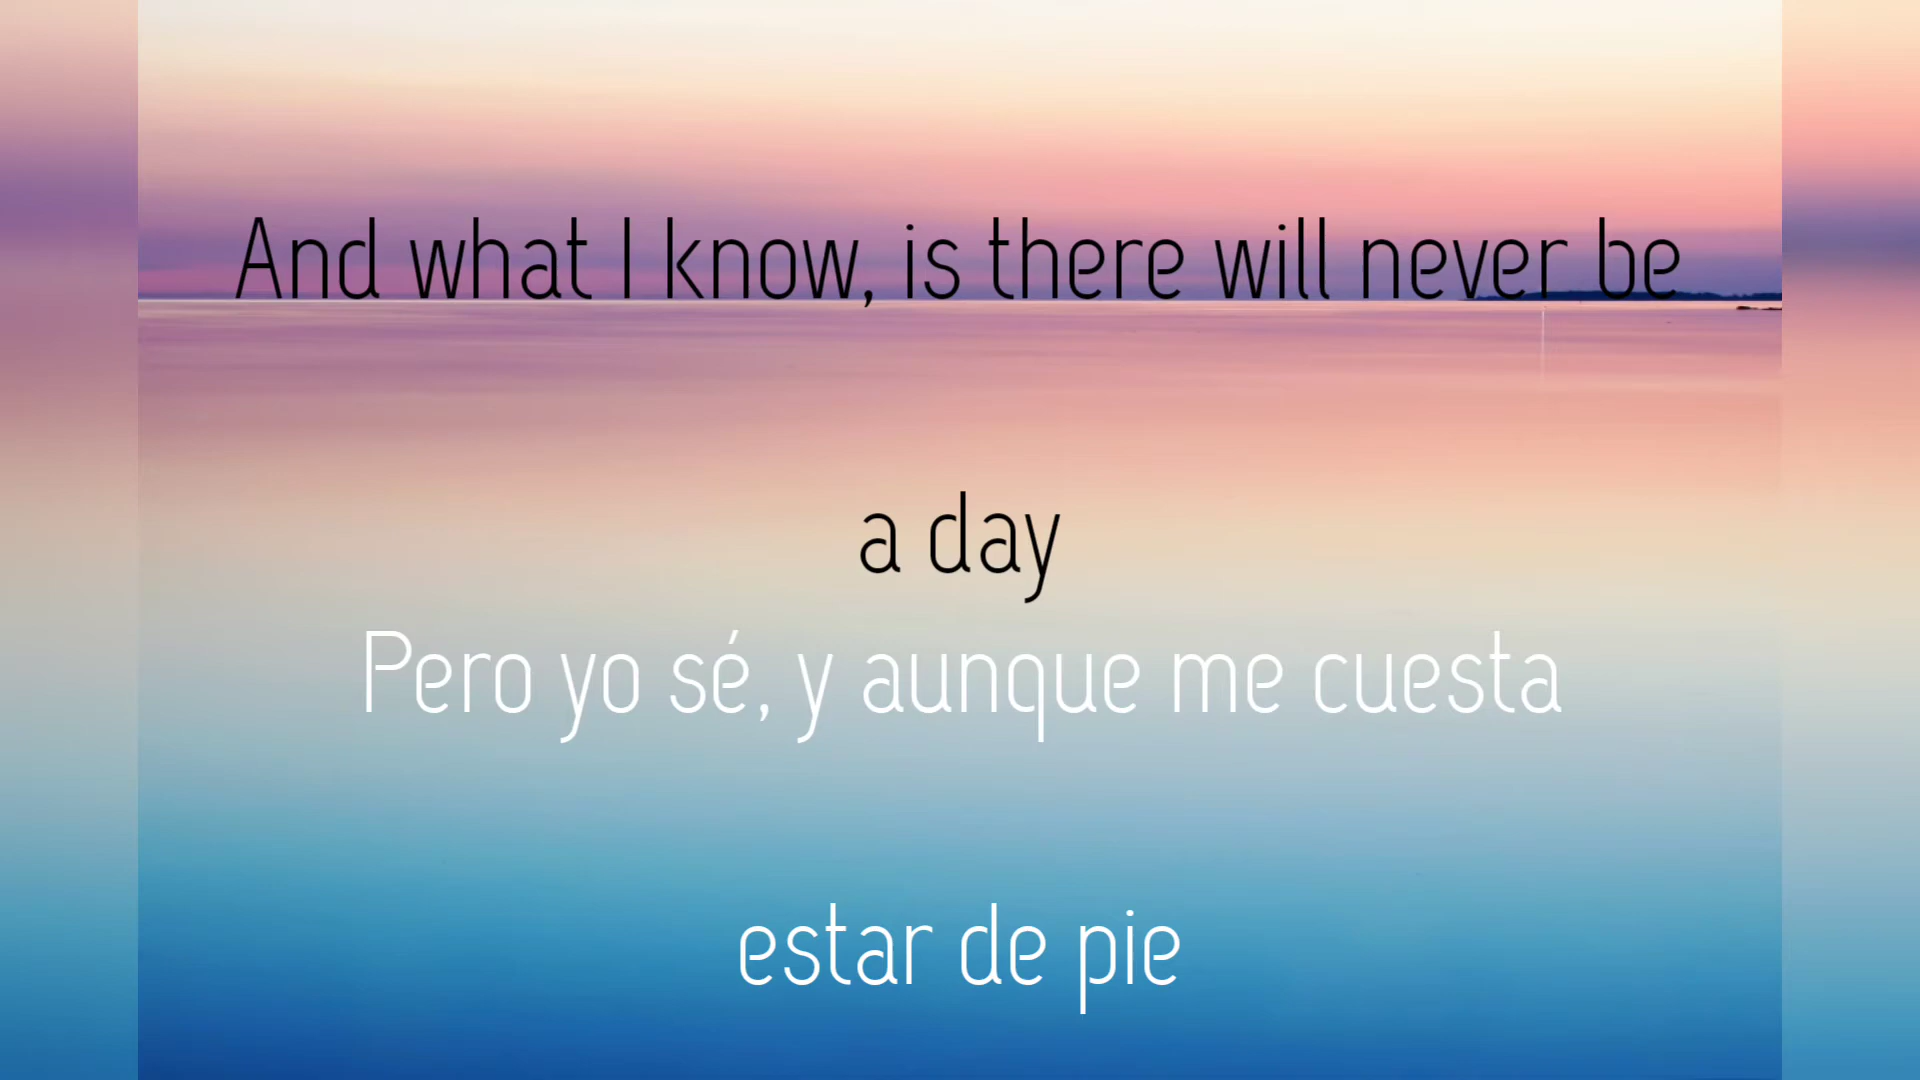 And what I know, is there will never be
a day
Pero yo sé, y aunque me cuesta
estar de pie